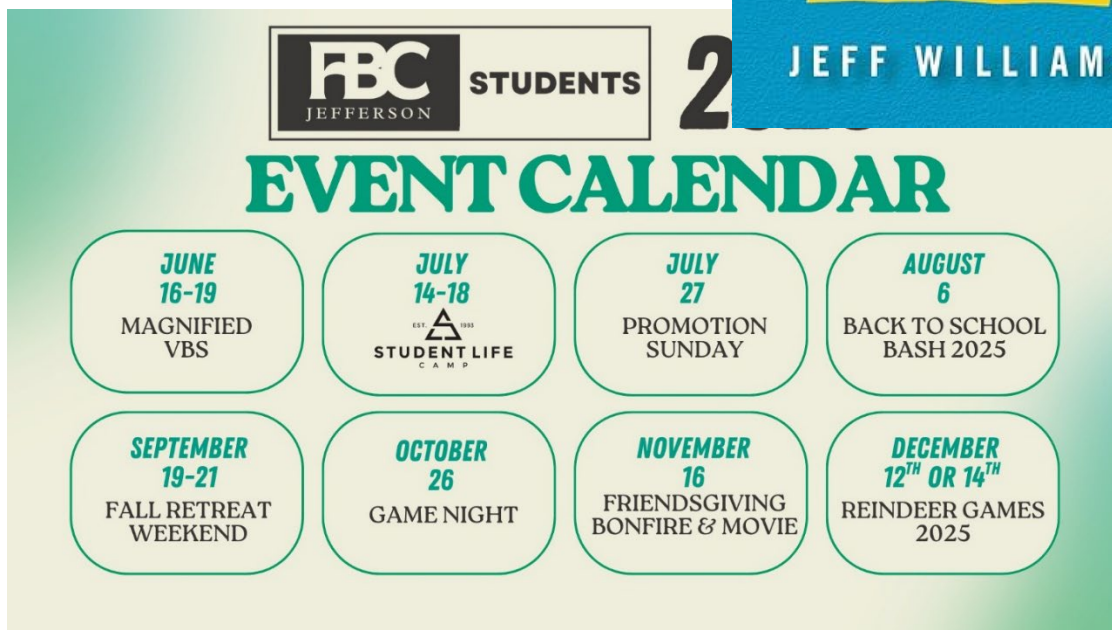 JEFF WILLIAM
FBC
JEFFERSON
STUDENTS
EVENT CALENDAR
JUNE
16-19
MAGNIFIED
VBS
JULY
14-18
EST. 1993
STUDENT LIFE
CAMP
JULY
27
PROMOTION
SUNDAY
AUGUST
6
BACK TO SCHOOL
BASH 2025
SEPTEMBER
19-21
FALL RETREAT
WEEKEND
OCTOBER
26
GAME NIGHT
NOVEMBER
16
FRIENDSGIVING
BONFIRE & MOVIE
DECEMBER
12TH OR 14TH
REINDEER GAMES
2025